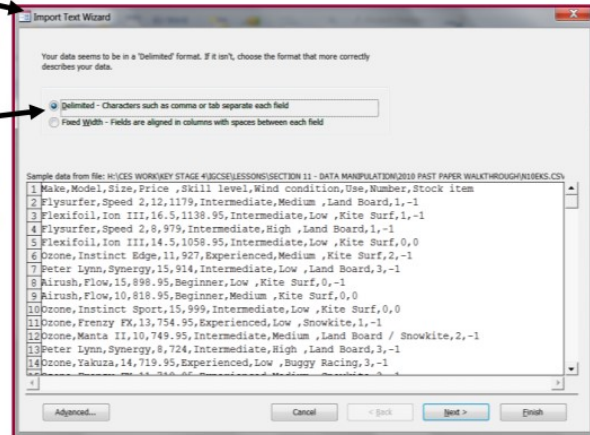 Import Text Wizard
Your data seems to be in a 'Delimited' format. If it isn't, choose the format that more correctly
describes your data.
Delimited - Characters such as comma or tab separate each field
Fixed Width - Fields are aligned in columns with spaces between each field
Sample data from file: H:\CES WORK\KEY STAGE 4\IGCSE\LESSONS\SECTION 11 - DATA MANIPULATION\2010 PAST PAPER WALKTHROUGH\N10EKS.CSV
1 Make,Model,Size,Price ,Skill level,Wind condition,Use,Number,Stock item
2 Flysurfer,Speed 2,12,1179,Intermediate,Medium ,Land Board,1,-1
3 Flexifoil,Ion III,16.5,1138.95,Intermediate,Low ,Kite Surf,1,-1
4 Flysurfer,Speed 2,8,979,Intermediate,High ,Land Board,1,-1
5 Flexifoil,Ion III,14.5,1058.95,Intermediate,Low ,Kite Surf,0,0
6 Ozone,Instinct Edge,11,927,Experienced,Medium ,Kite Surf,2,-1
7 Peter Lynn,Synergy,15,914,Intermediate,Low ,Land Board,3,-1
8 Airush,Flow,15,898.95,Beginner,Low ,Kite Surf,0,-1
9 Airush,Flow,10,818.95,Beginner,Medium ,Kite Surf,0,0
10 Ozone,Instinct Sport,15,999,Intermediate,Low ,Kite Surf,0,0
11 Ozone,Frenzy FX,13,754.95,Experienced,Low ,Snowkite,1,-1
12 Ozone,Manta II,10,749.95,Intermediate,Medium ,Land Board / Snowkite,2,-1
13 Peter Lynn,Synergy,8,724,Intermediate,High ,Land Board,3,-1
14 Ozone,Yakuza,14,719.95,Experienced,Low ,Buggy Racing,3,-1
Advanced...
Cancel
< Back
Next >
Finish